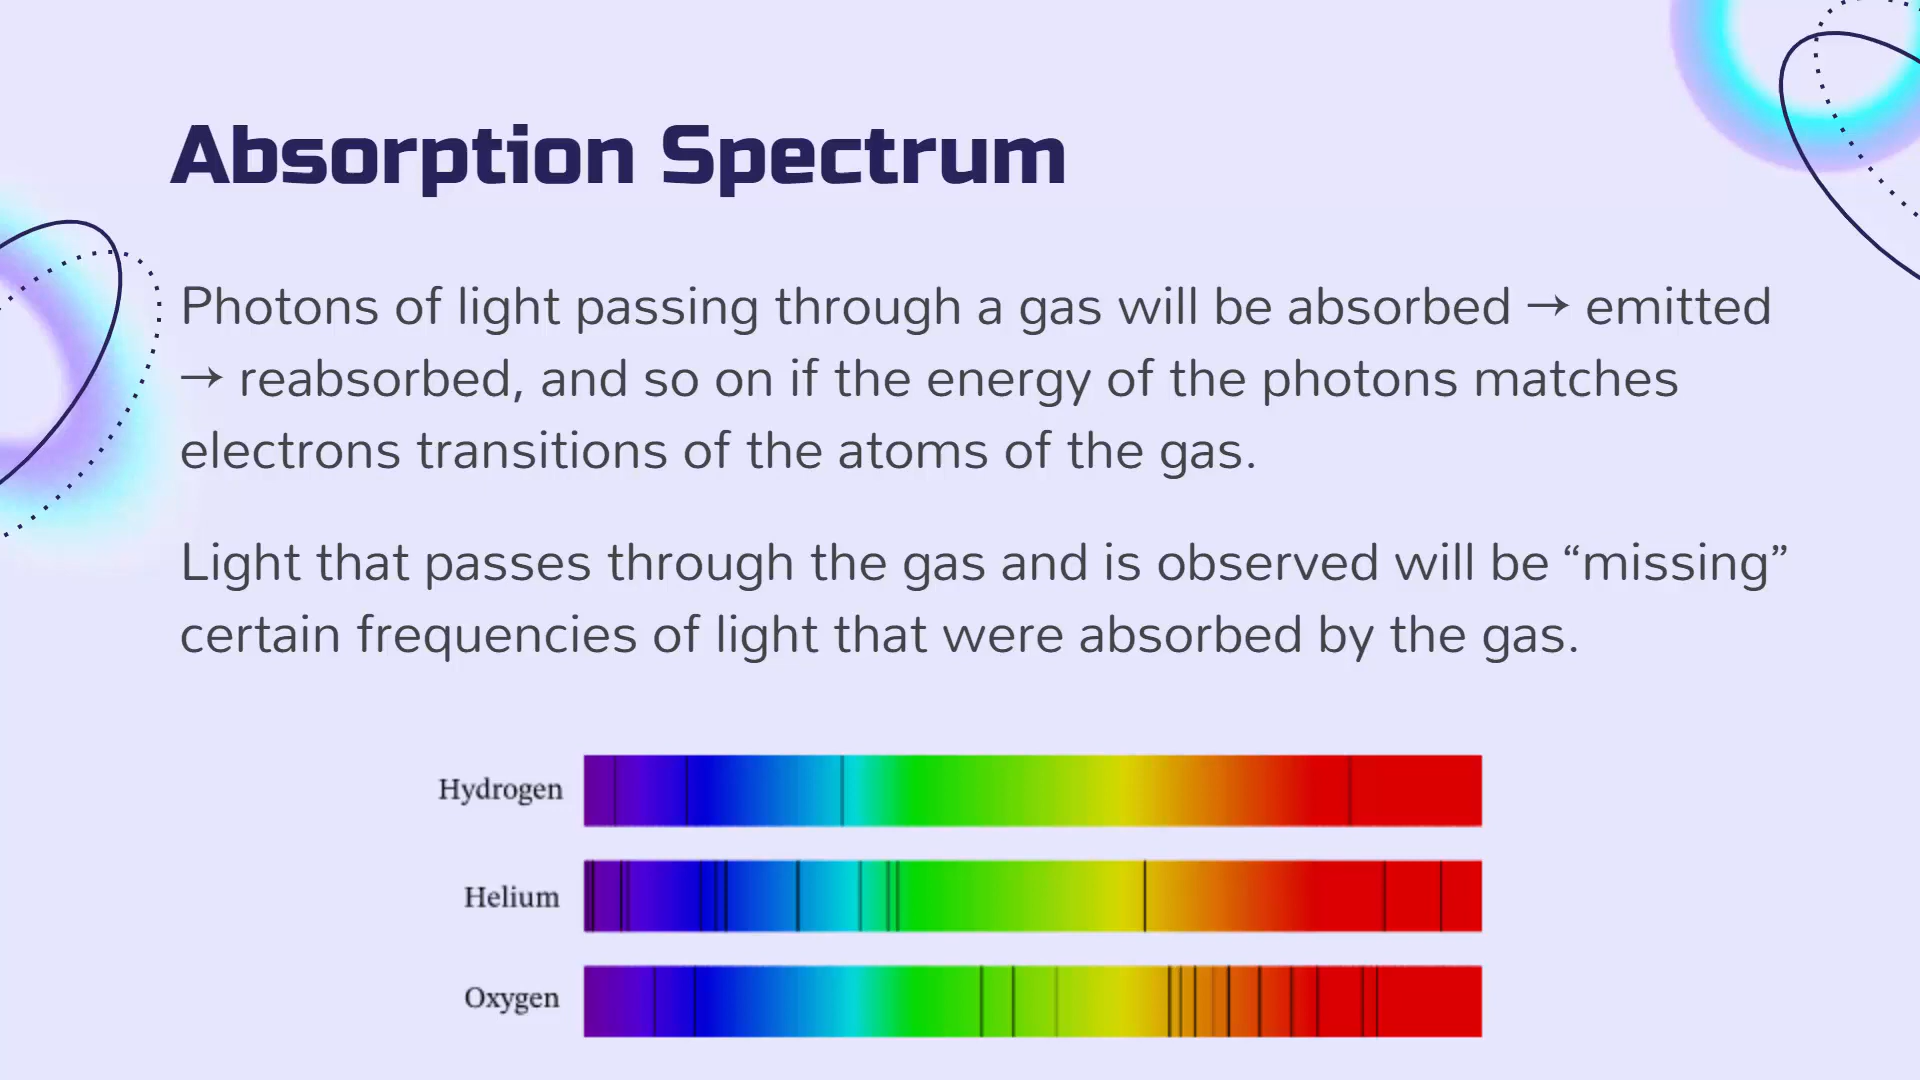 Absorption Spectrum
Photons of light passing through a gas will be absorbed → emitted
→ reabsorbed, and so on if the energy of the photons matches
electrons transitions of the atoms of the gas.
Light that passes through the gas and is observed will be “missing”
certain frequencies of light that were absorbed by the gas.
Hydrogen
Helium
Oxygen